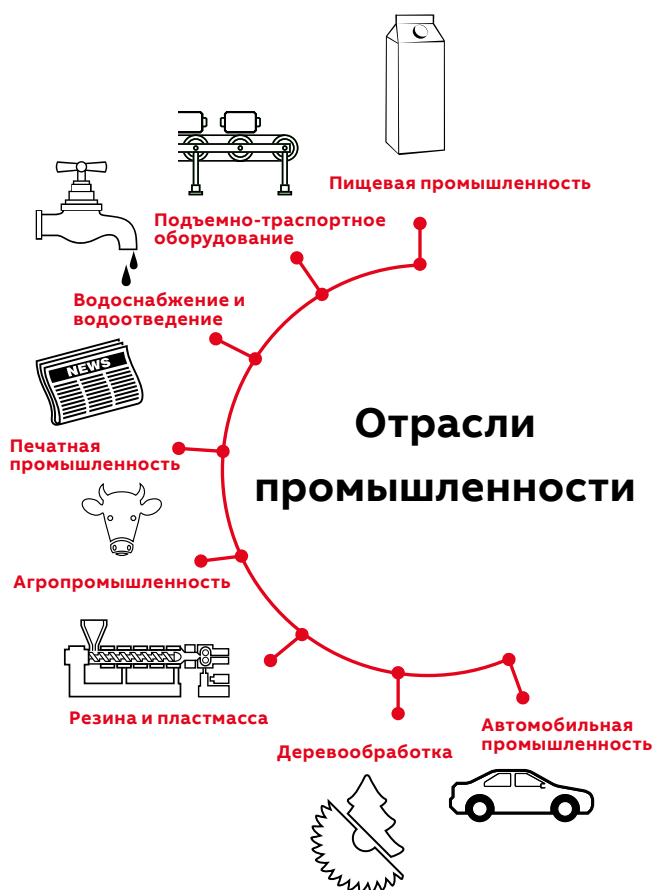 Пищевая промышленность
Подъемно-траспортное
оборудование
Водоснабжение и
водоотведение
NEWS
Отрасли
промышленности
Печатная
промышленность
Агропромышленность
Резина и пластмасса
Деревообработка
Автомобильная
промышленность